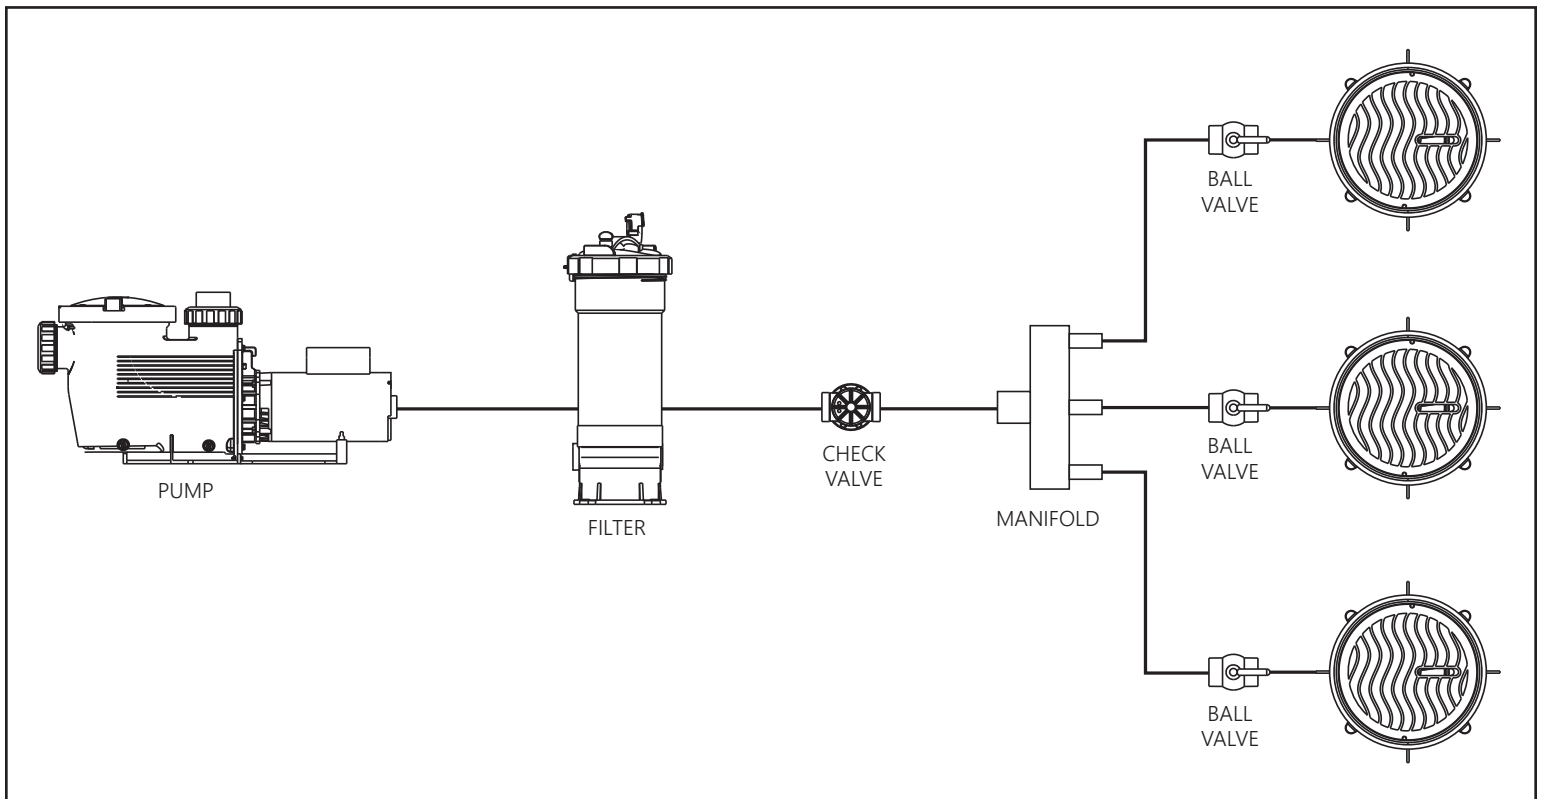 BALL
VALVE
CHECK
VALVE
BALL
VALVE
PUMP
MANIFOLD
FILTER
BALL
VALVE